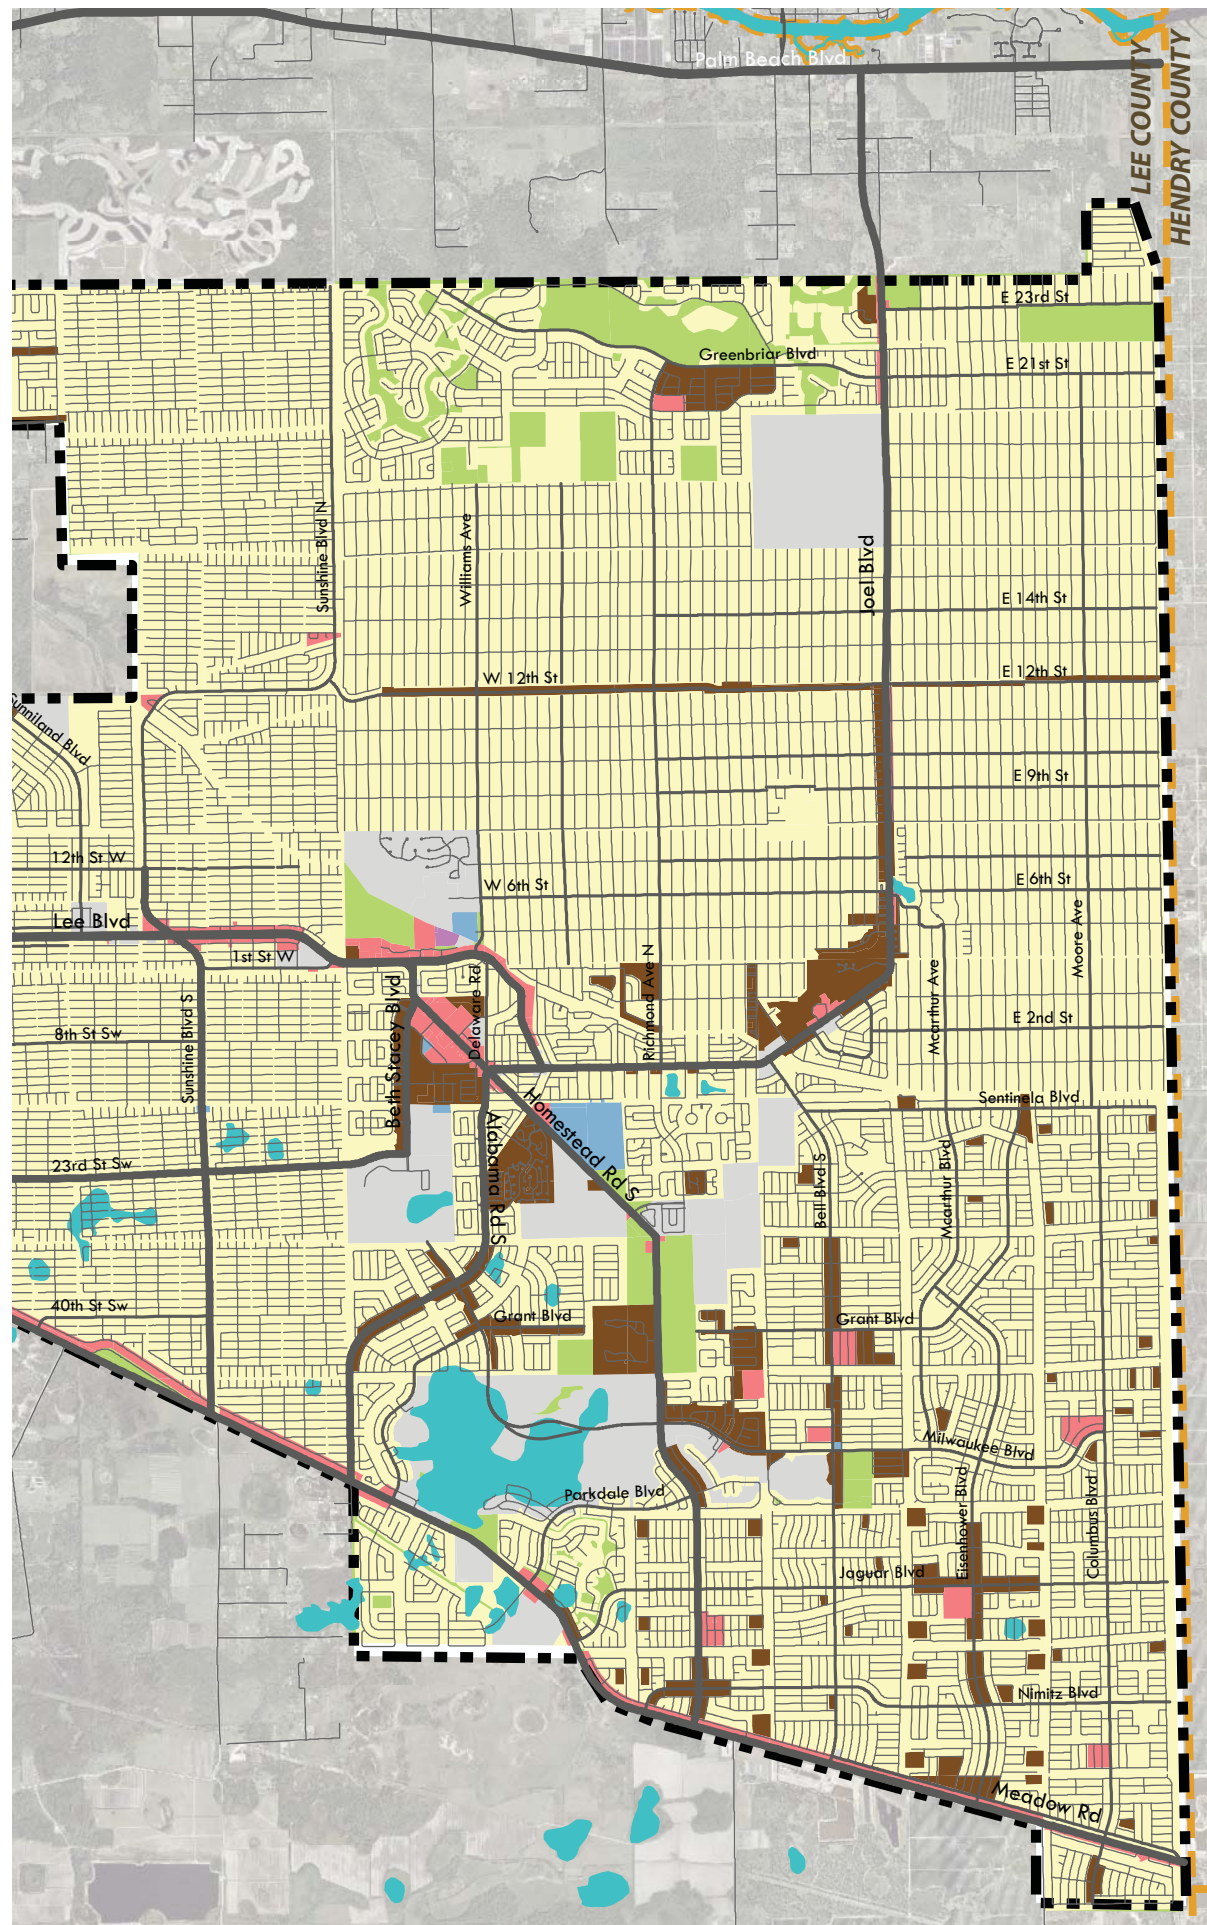 Palm Beach Blvd
LEE COUNTY
HENDRY COUNTY
E 23rd St
Greenbriar Blvd
E 21st St
Sunshine Blvd N
Williams Ave
Joel Blvd
E 14th St
W 12th St
E 12th St
Sunniland Blvd
E 9th St
12th St W
W 6th St
E 6th St
Lee Blvd
1st St W
Moore Ave
Beth Stacey Blvd
Delaware Rd
Richmond Ave N
Mcarthur Ave
8th St Sw
Sunshine Blvd S
E 2nd St
Homestead Rd S
Sentinela Blvd
Alabama Rd S
23rd St Sw
Bell Blvd S
Mcarthur Blvd
40th St Sw
Grant Blvd
Grant Blvd
Milwaukee Blvd
Parkdale Blvd
Eisenhower Blvd
Columbus Blvd
Jaguar Blvd
Nimitz Blvd
Meadow Rd